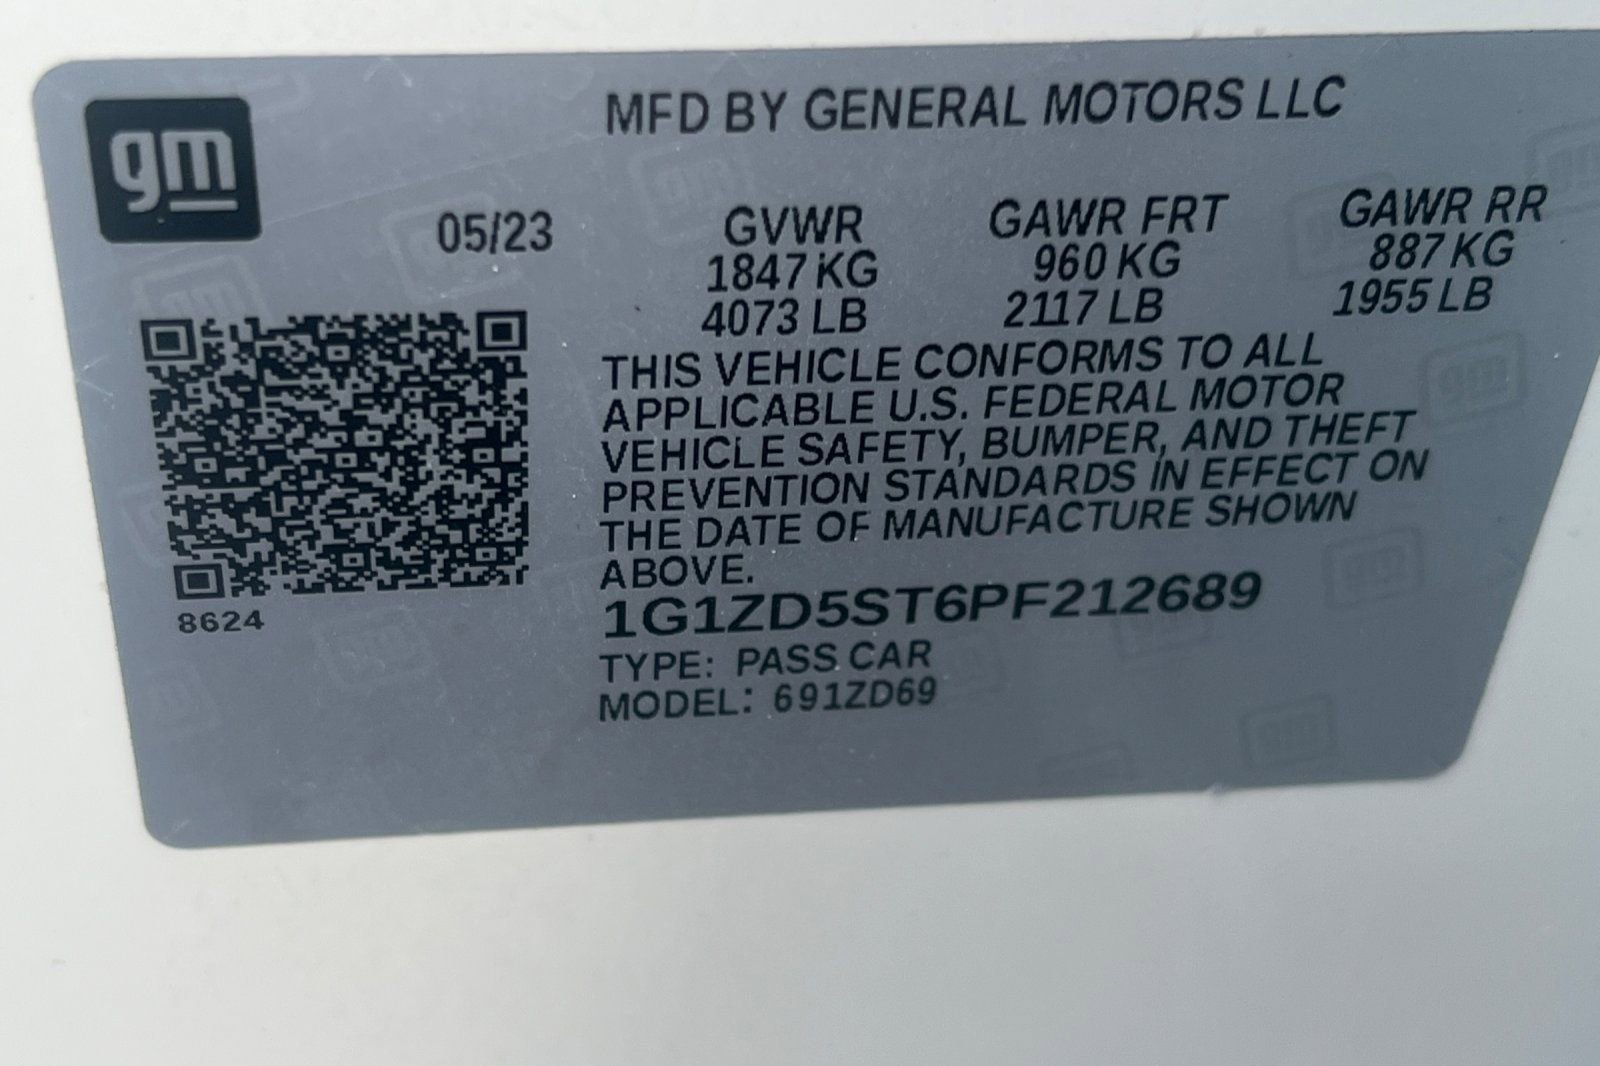 gm
MFD BY GENERAL MOTORS LLC
05/23
GVWR GAWR FRT GAWR RR
1847 KG 960 KG 887 KG
4073 LB 2117 LB 1955 LB
THIS VEHICLE CONFORMS TO ALL
APPLICABLE U.S. FEDERAL MOTOR
VEHICLE SAFETY, BUMPER, AND THEFT
PREVENTION STANDARDS IN EFFECT ON
THE DATE OF MANUFACTURE SHOWN
ABOVE.
8624
1G1ZD5ST6PF212689
TYPE: PASS CAR
MODEL: 691ZD69